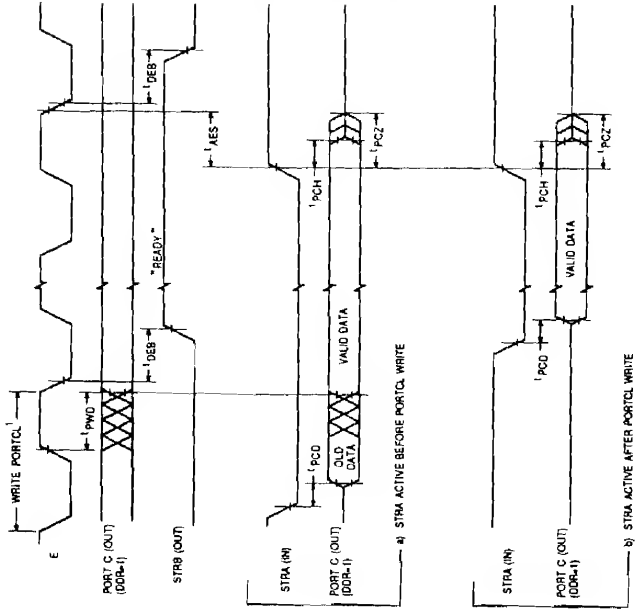 WRITE PORTCL¹
E
tPWD
PORT C (OUT)
(DDR=1)
tDEB
tDEB
STRB (OUT)
"READY"
tAES
STRA (IN)
tPCD
tPCH
PORT C (OUT)
(DDR=1)
OLD
DATA
VALID DATA
tPCZ
a) STRA ACTIVE BEFORE PORTCL WRITE
STRA (IN)
tPCD
tPCH
PORT C (OUT)
(DDR=1)
VALID DATA
tPCZ
b) STRA ACTIVE AFTER PORTCL WRITE